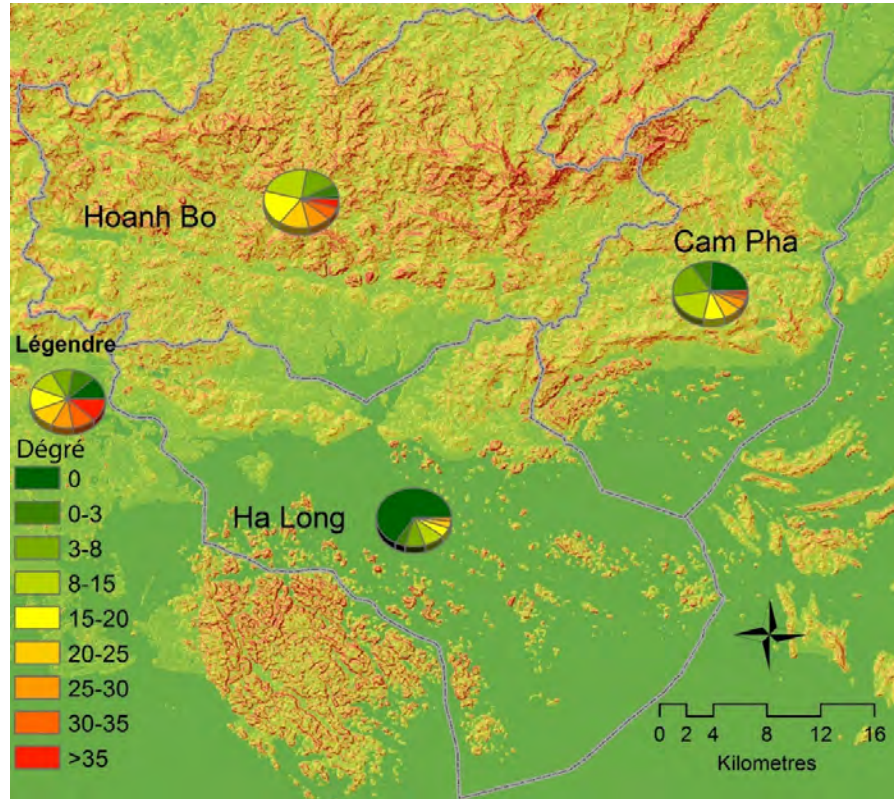 Hoanh Bo
Cam Pha
Légendre
Dégré
0
0-3
3-8
8-15
15-20
20-25
25-30
30-35
>35
Ha Long
0 2 4 8 12 16
Kilometres